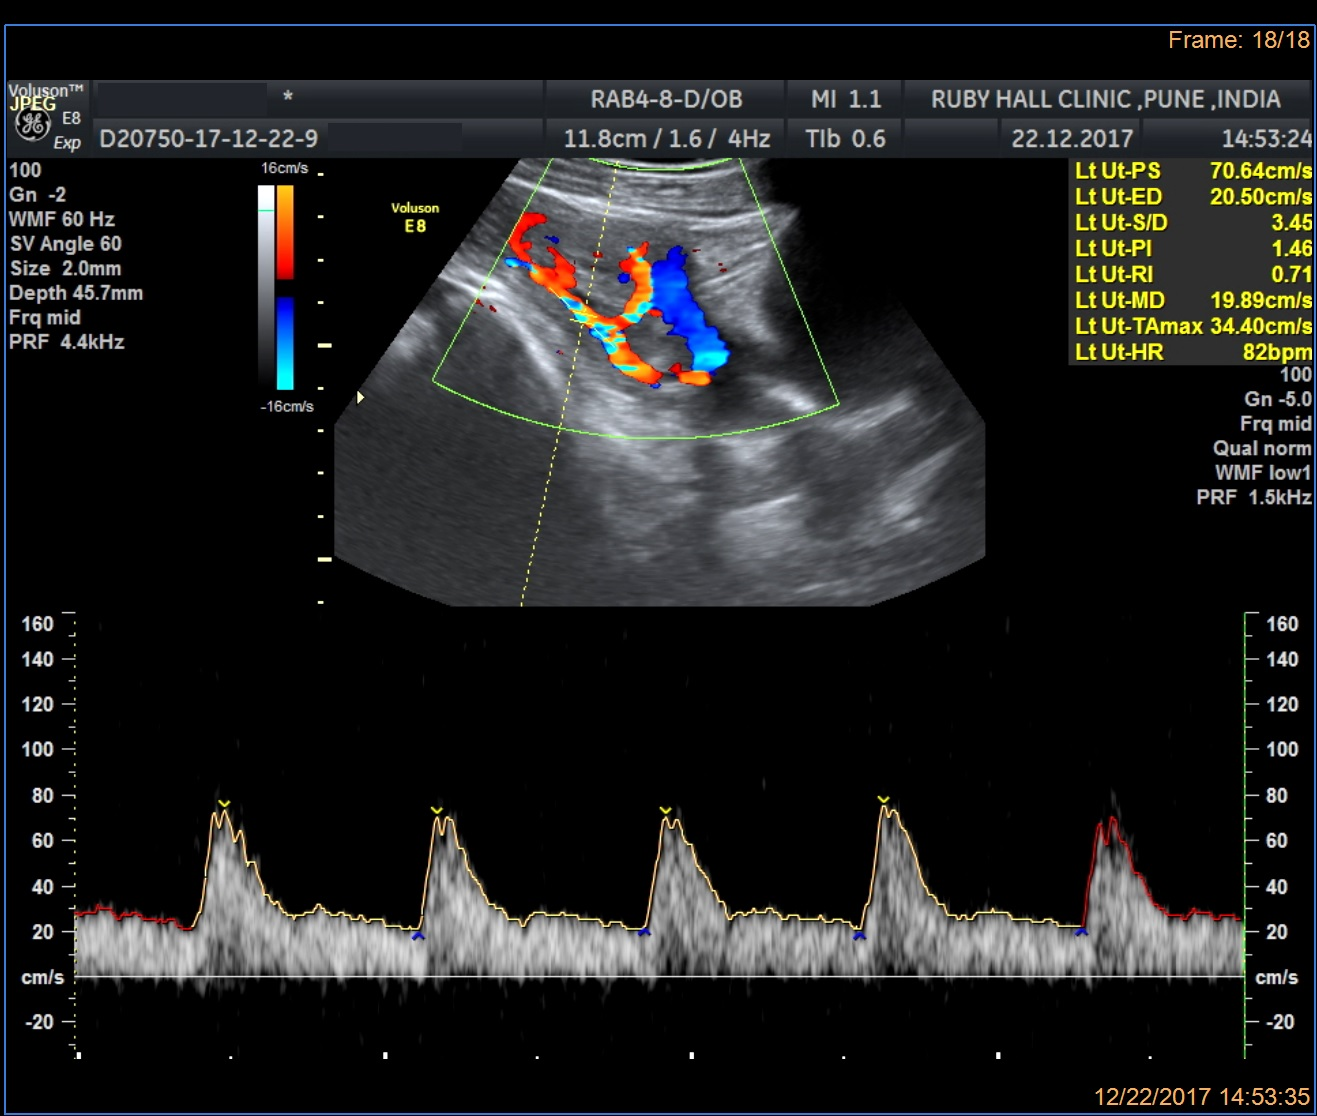 Frame: 18/18
Voluson™
JPEG
E8
Exp
*
RAB4-8-D/OB
MI 1.1
RUBY HALL CLINIC ,PUNE ,INDIA
D20750-17-12-22-9
11.8cm / 1.6 / 4Hz
TIb 0.6
22.12.2017
14:53:24
100
Gn -2
WMF 60 Hz
SV Angle 60
Size 2.0mm
Depth 45.7mm
Frq mid
PRF 4.4kHz
16cm/s
-16cm/s
Voluson
E8
Lt Ut-PS 70.64cm/s
Lt Ut-ED 20.50cm/s
Lt Ut-S/D 3.45
Lt Ut-PI 1.46
Lt Ut-RI 0.71
Lt Ut-MD 19.89cm/s
Lt Ut-TAmax 34.40cm/s
Lt Ut-HR 82bpm
100
Gn -5.0
Frq mid
Qual norm
WMF low1
PRF 1.5kHz
160 160
140 140
120 120
100 100
80 80
60 60
40 40
20 20
cm/s cm/s
-20 -20
12/22/2017 14:53:35